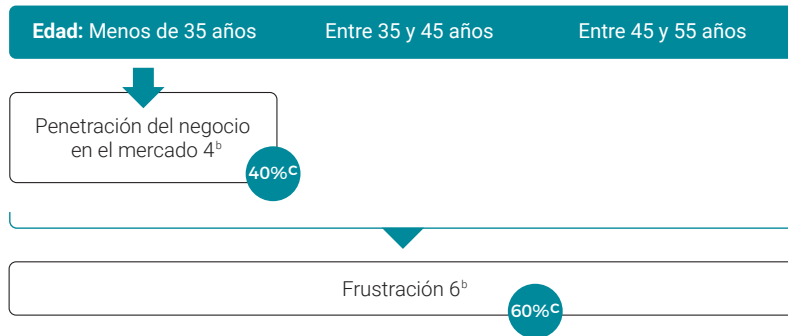 Edad: Menos de 35 años Entre 35 y 45 años Entre 45 y 55 años
Penetración del negocio
en el mercado 4ᵇ
40%ᶜ
Frustración 6ᵇ
60%ᶜ